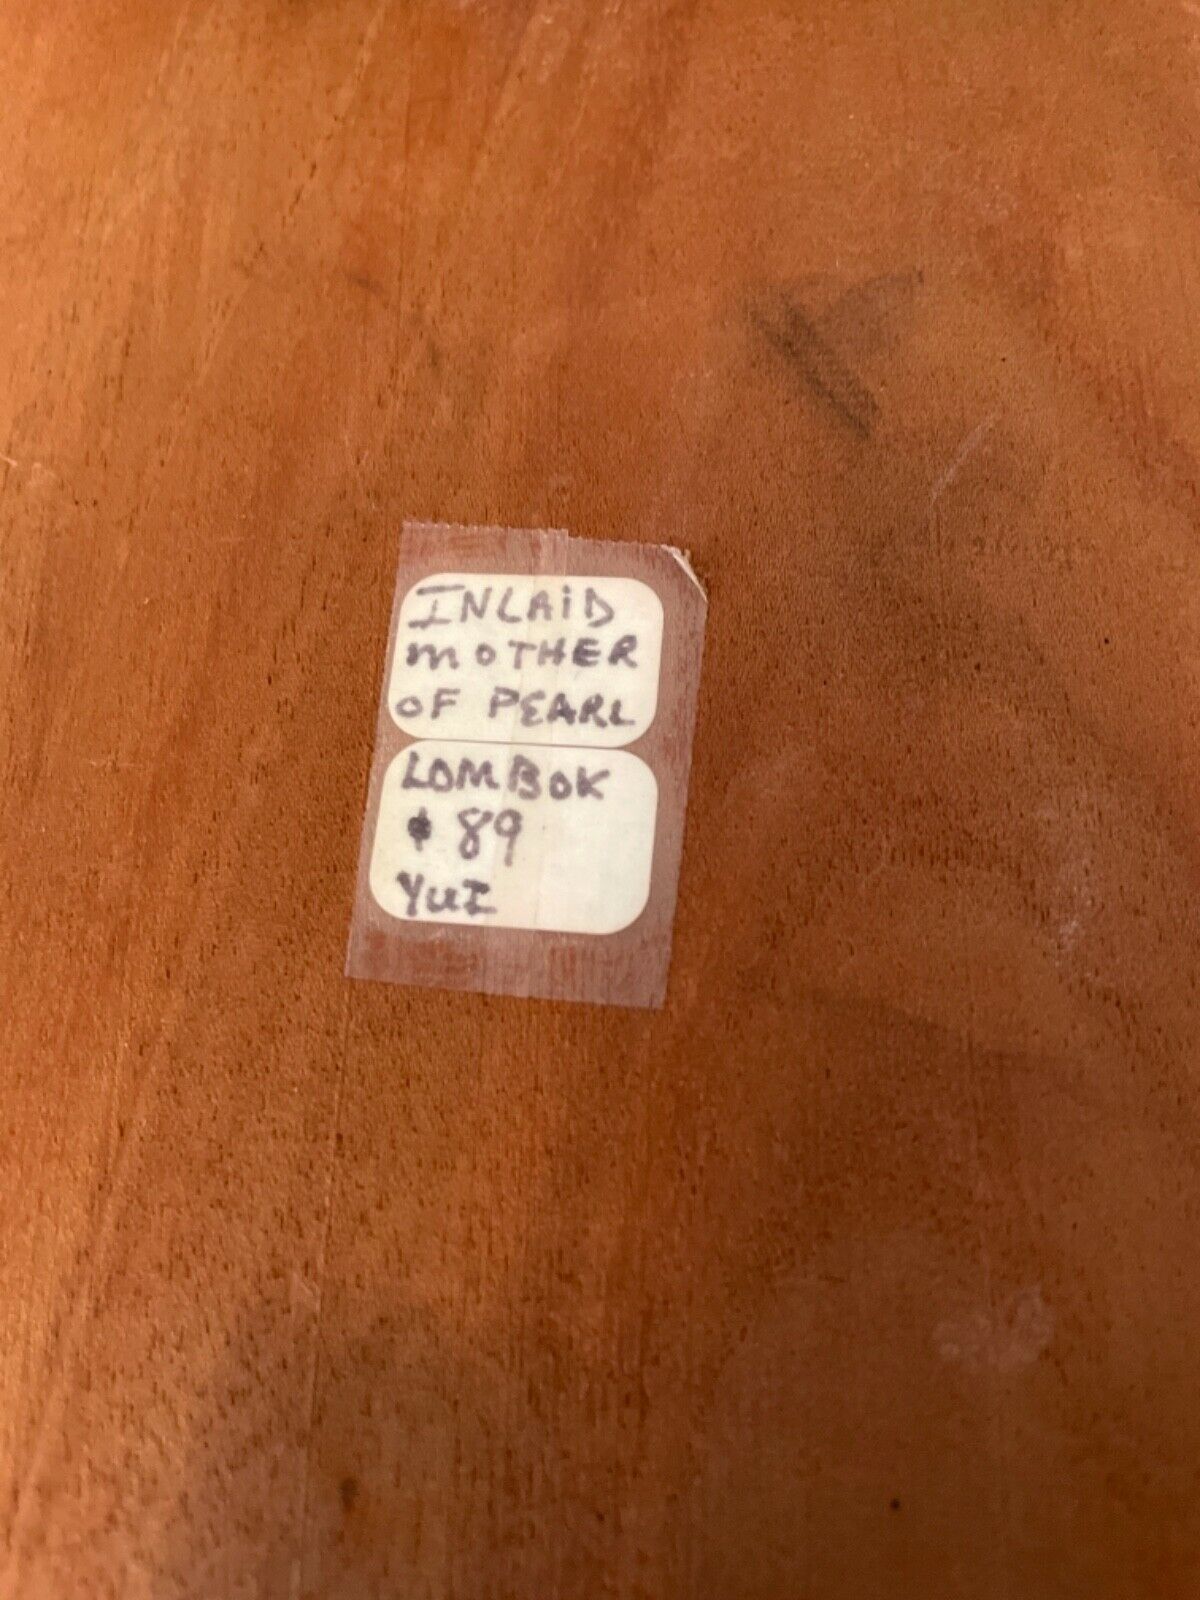 INLAID
MOTHER
OF PEARL
LOMBOK
$ 89
YUI